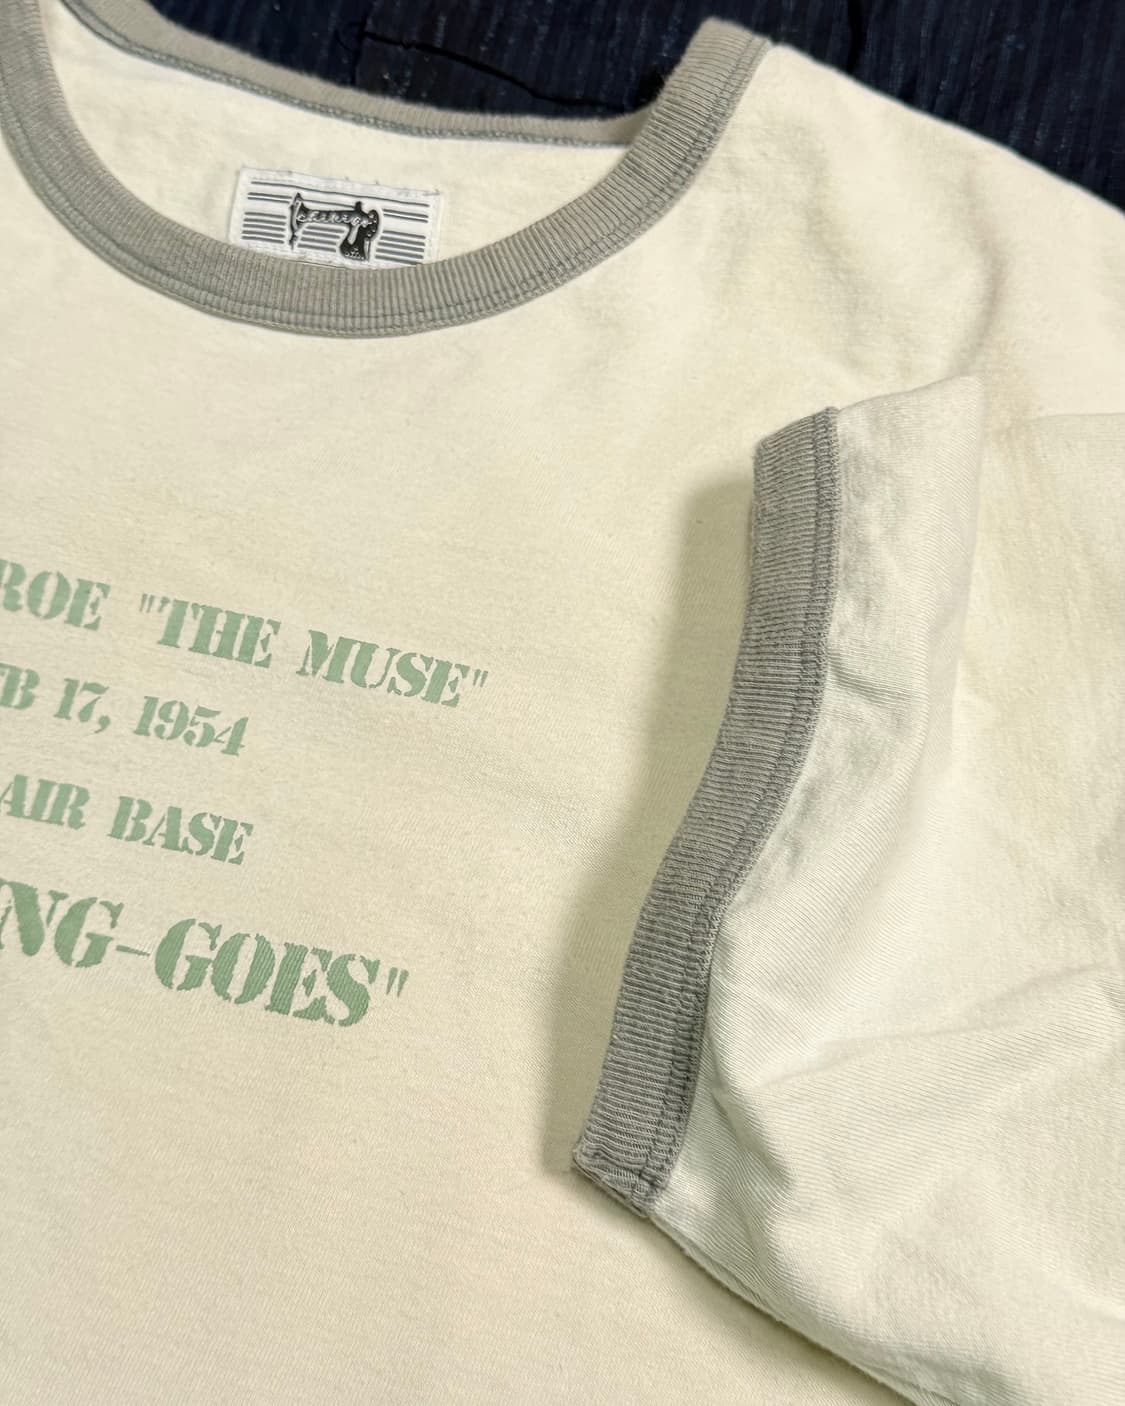 ROE "THE MUSE"
B 17, 1954
AIR BASE
NG-GOES"